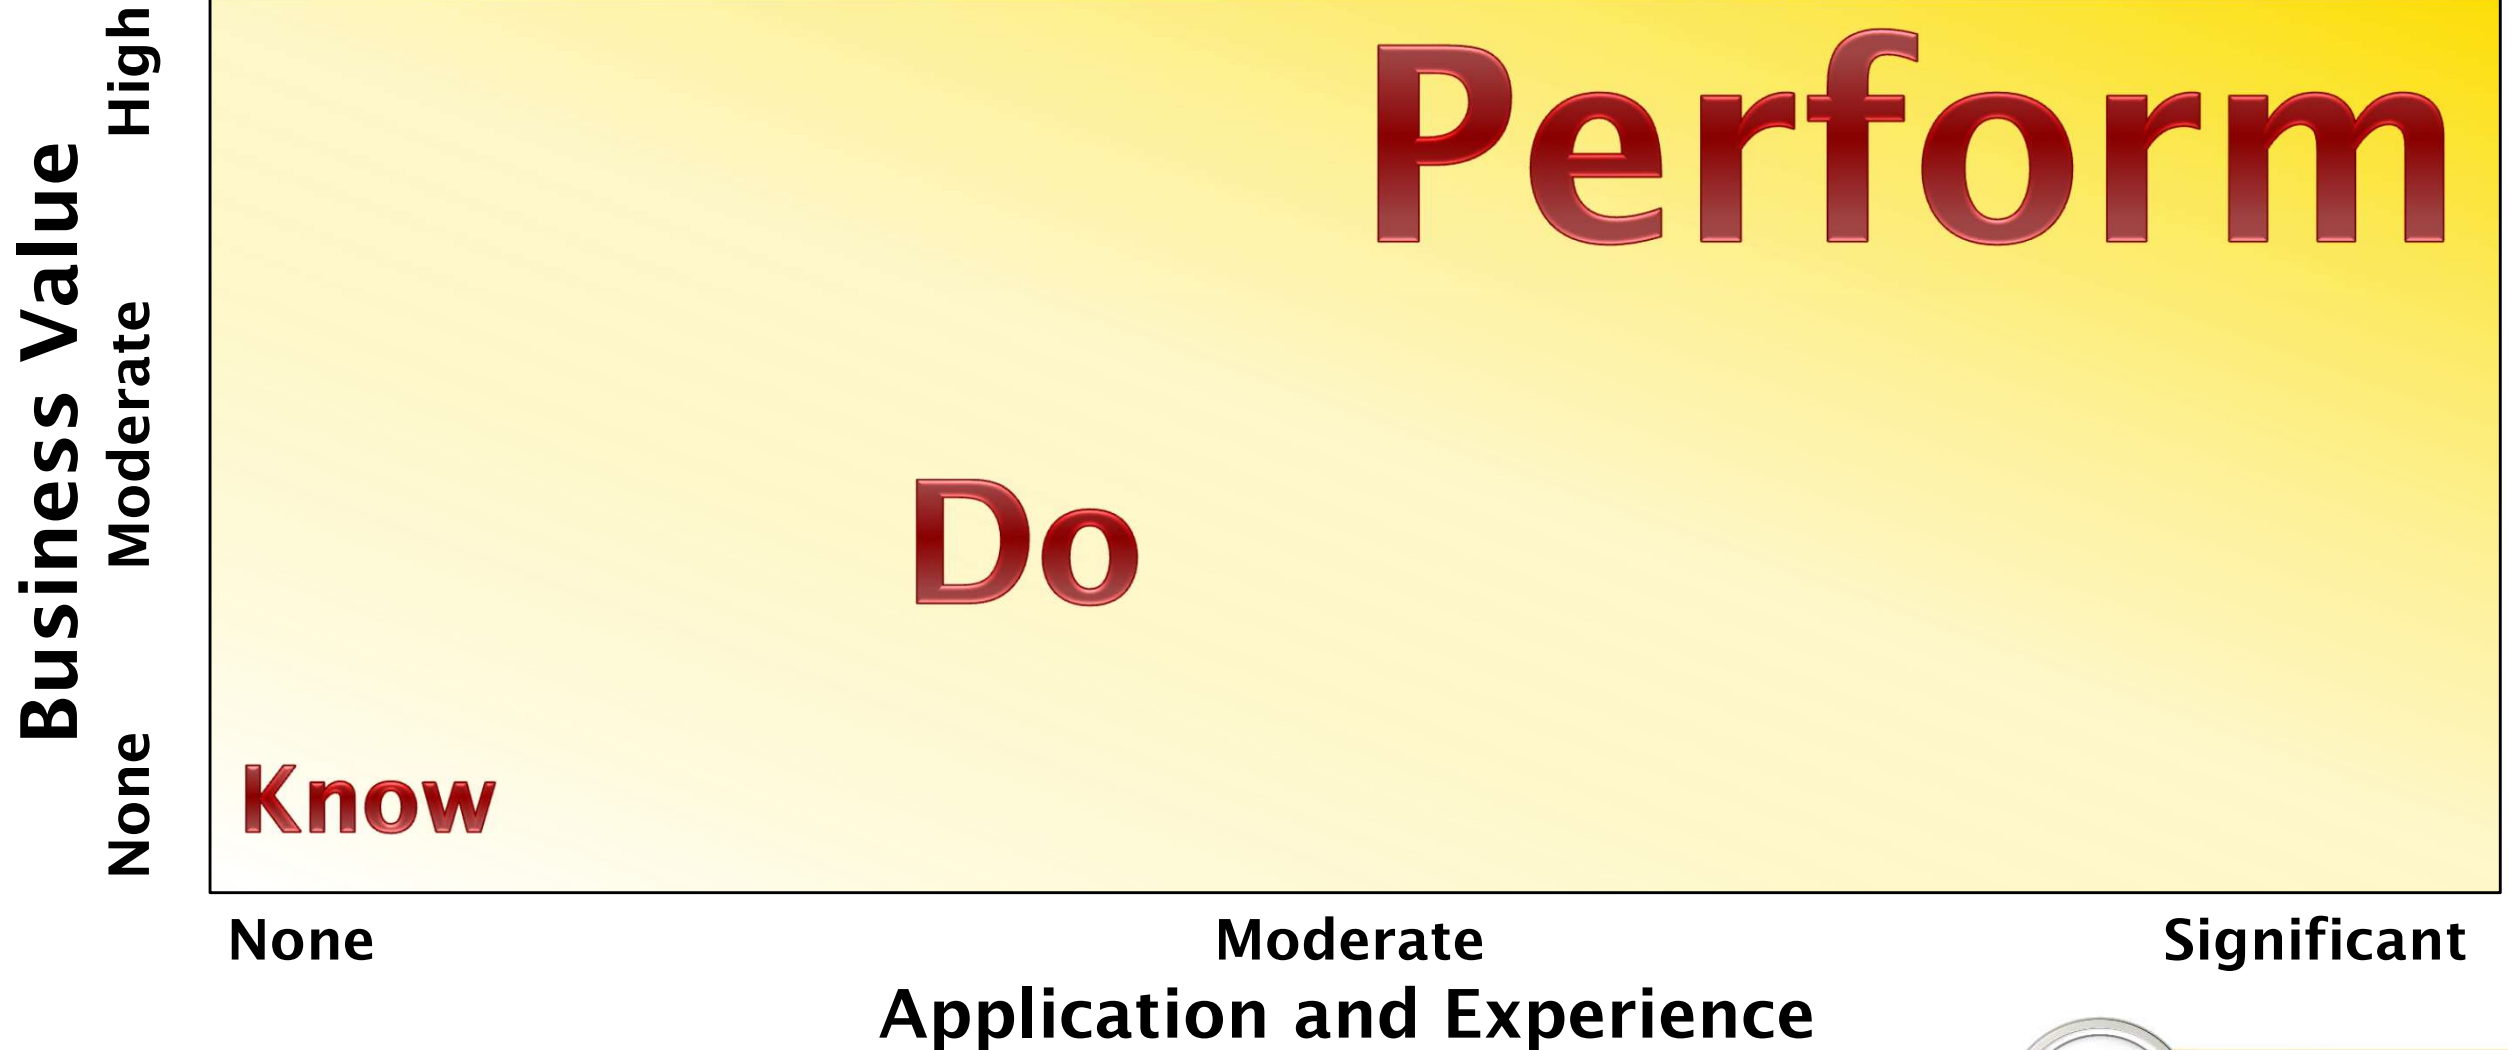 Business Value
High
Moderate
None
Perform
Do
Know
None
Moderate
Significant
Application and Experience